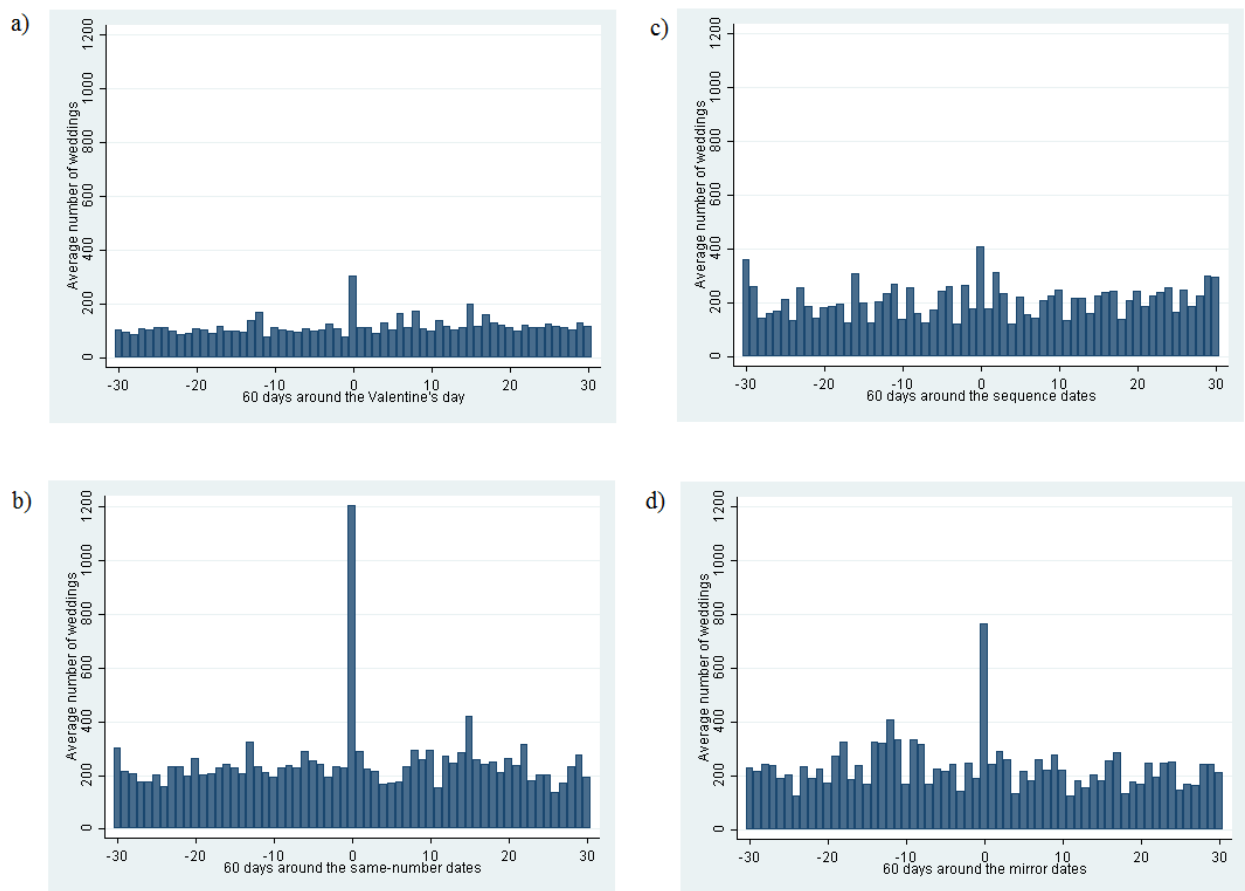 a)
Average number of weddings
0 200 400 600 800 1000 1200
-30 -20 -10 0 10 20 30
60 days around the Valentine's day
c)
Average number of weddings
0 200 400 600 800 1000 1200
-30 -20 -10 0 10 20 30
60 days around the sequence dates
b)
Average number of weddings
0 200 400 600 800 1000 1200
-30 -20 -10 0 10 20 30
60 days around the same-number dates
d)
Average number of weddings
0 200 400 600 800 1000 1200
-30 -20 -10 0 10 20 30
60 days around the mirror dates